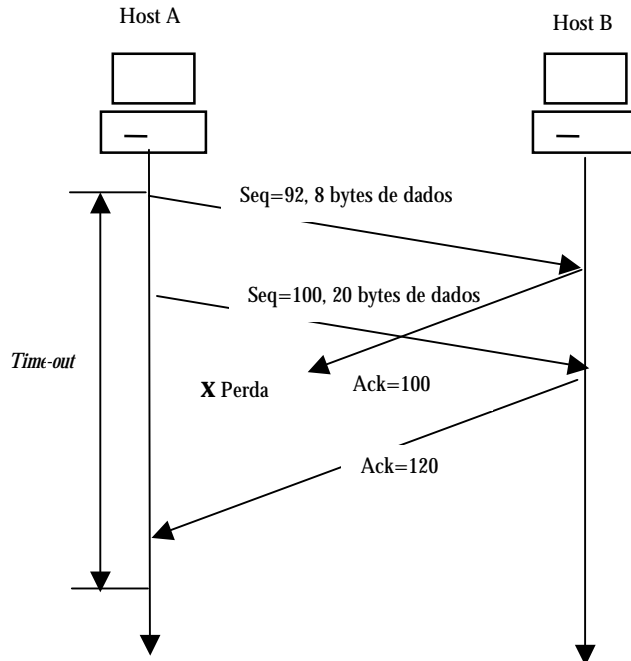 Host A
Host B
Seq=92, 8 bytes de dados
Seq=100, 20 bytes de dados
Time-out
X Perda
Ack=100
Ack=120